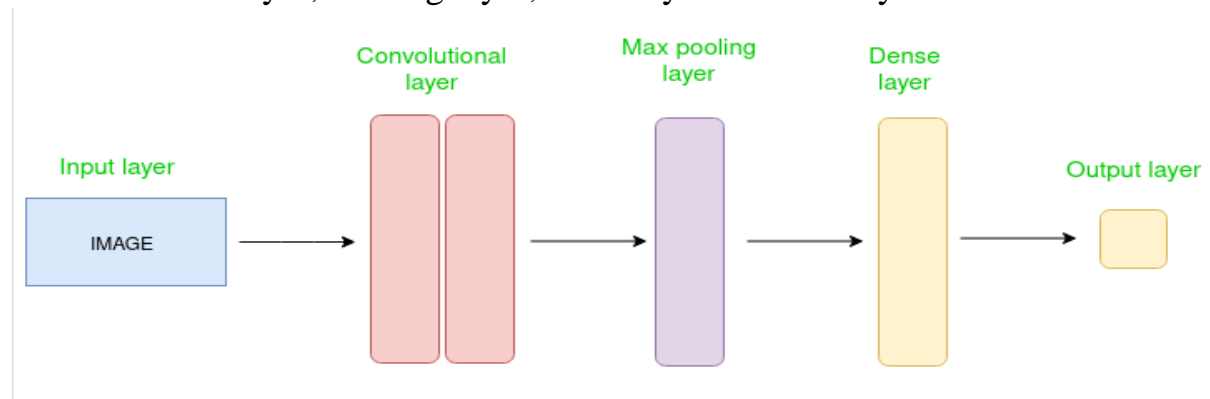 Input layer
IMAGE
Convolutional
layer
Max pooling
layer
Dense
layer
Output layer